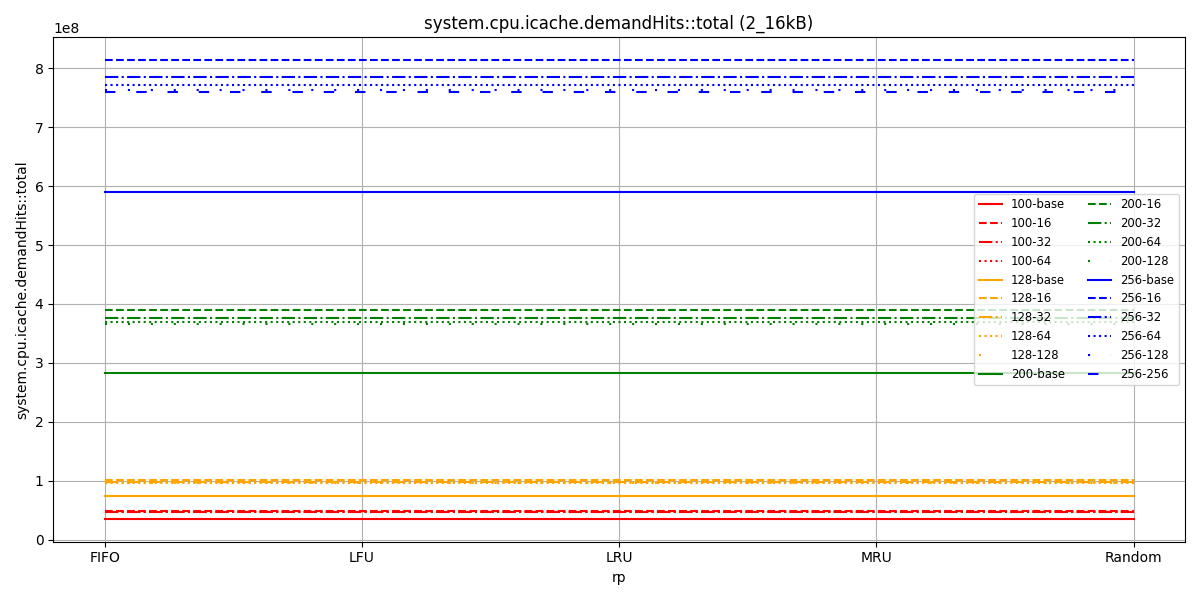 system.cpu.icache.demandHits::total (2_16kB)
1e8
8
7
6
5
4
3
2
1
0
system.cpu.icache.demandHits::total
FIFO
LFU
LRU
MRU
Random
rp
100-base
100-16
100-32
100-64
128-base
128-16
128-32
128-64
128-128
200-base
200-16
200-32
200-64
200-128
256-base
256-16
256-32
256-64
256-128
256-256